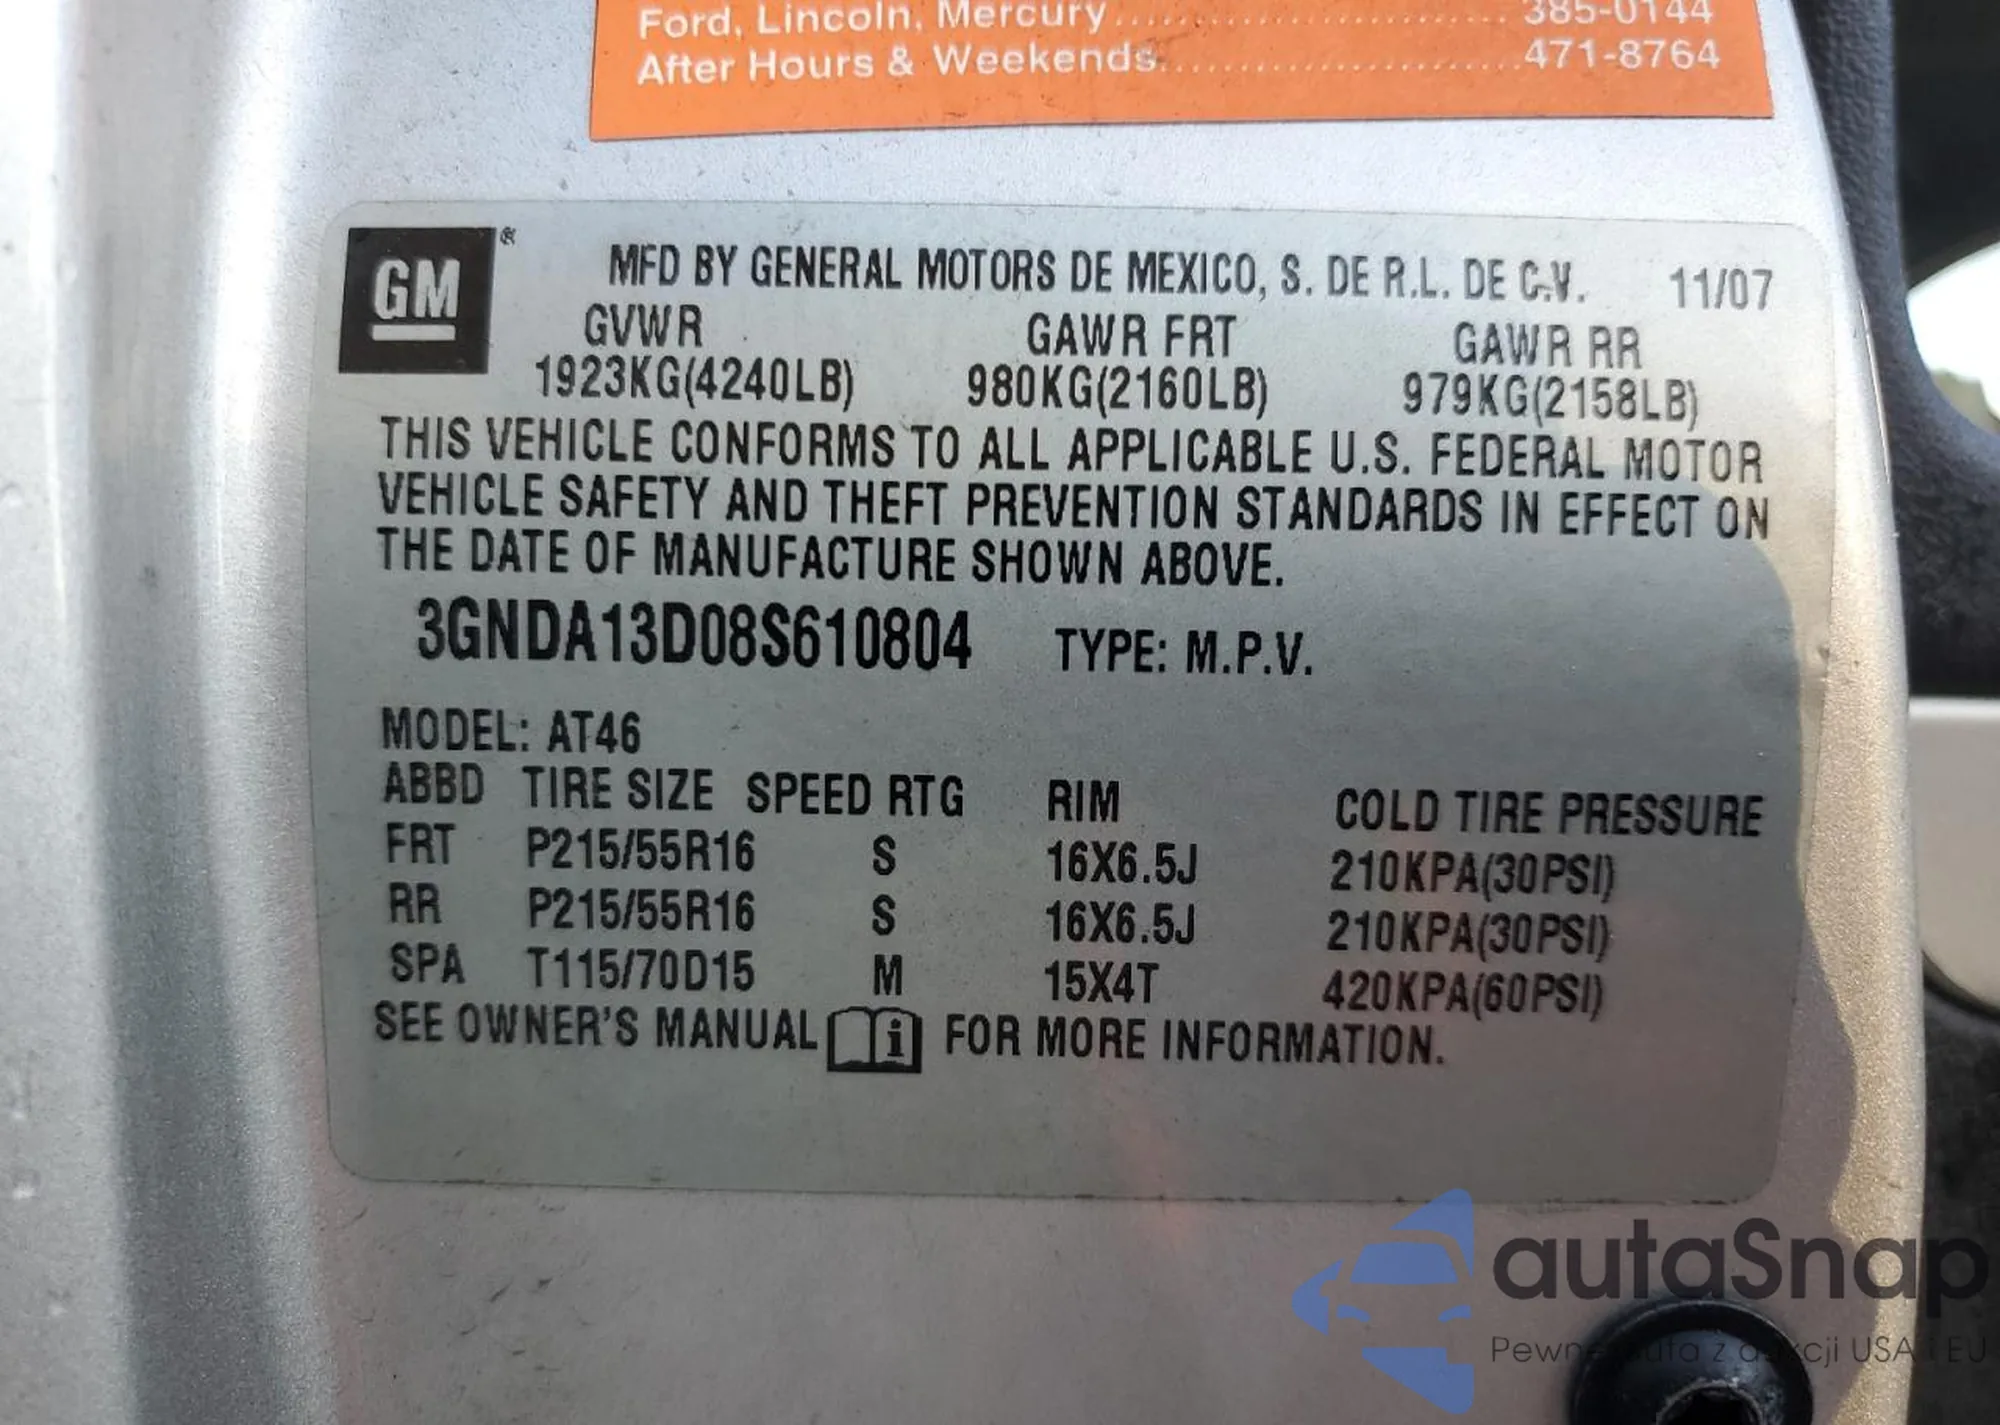 Ford, Lincoln, Mercury.............................385-0144
After Hours & Weekends.............................471-8764
GM®
MFD BY GENERAL MOTORS DE MEXICO, S. DE R.L. DE C.V. 11/07
GVWR GAWR FRT GAWR RR
1923KG(4240LB) 980KG(2160LB) 979KG(2158LB)
THIS VEHICLE CONFORMS TO ALL APPLICABLE U.S. FEDERAL MOTOR
VEHICLE SAFETY AND THEFT PREVENTION STANDARDS IN EFFECT ON
THE DATE OF MANUFACTURE SHOWN ABOVE.
3GNDA13D08S610804 TYPE: M.P.V.
MODEL: AT46
ABBD TIRE SIZE SPEED RTG RIM COLD TIRE PRESSURE
FRT P215/55R16 S 16X6.5J 210KPA(30PSI)
RR P215/55R16 S 16X6.5J 210KPA(30PSI)
SPA T115/70D15 M 15X4T 420KPA(60PSI)
SEE OWNER'S MANUAL i FOR MORE INFORMATION.
autaSnap
Pewne auta z aukcji USA i EU